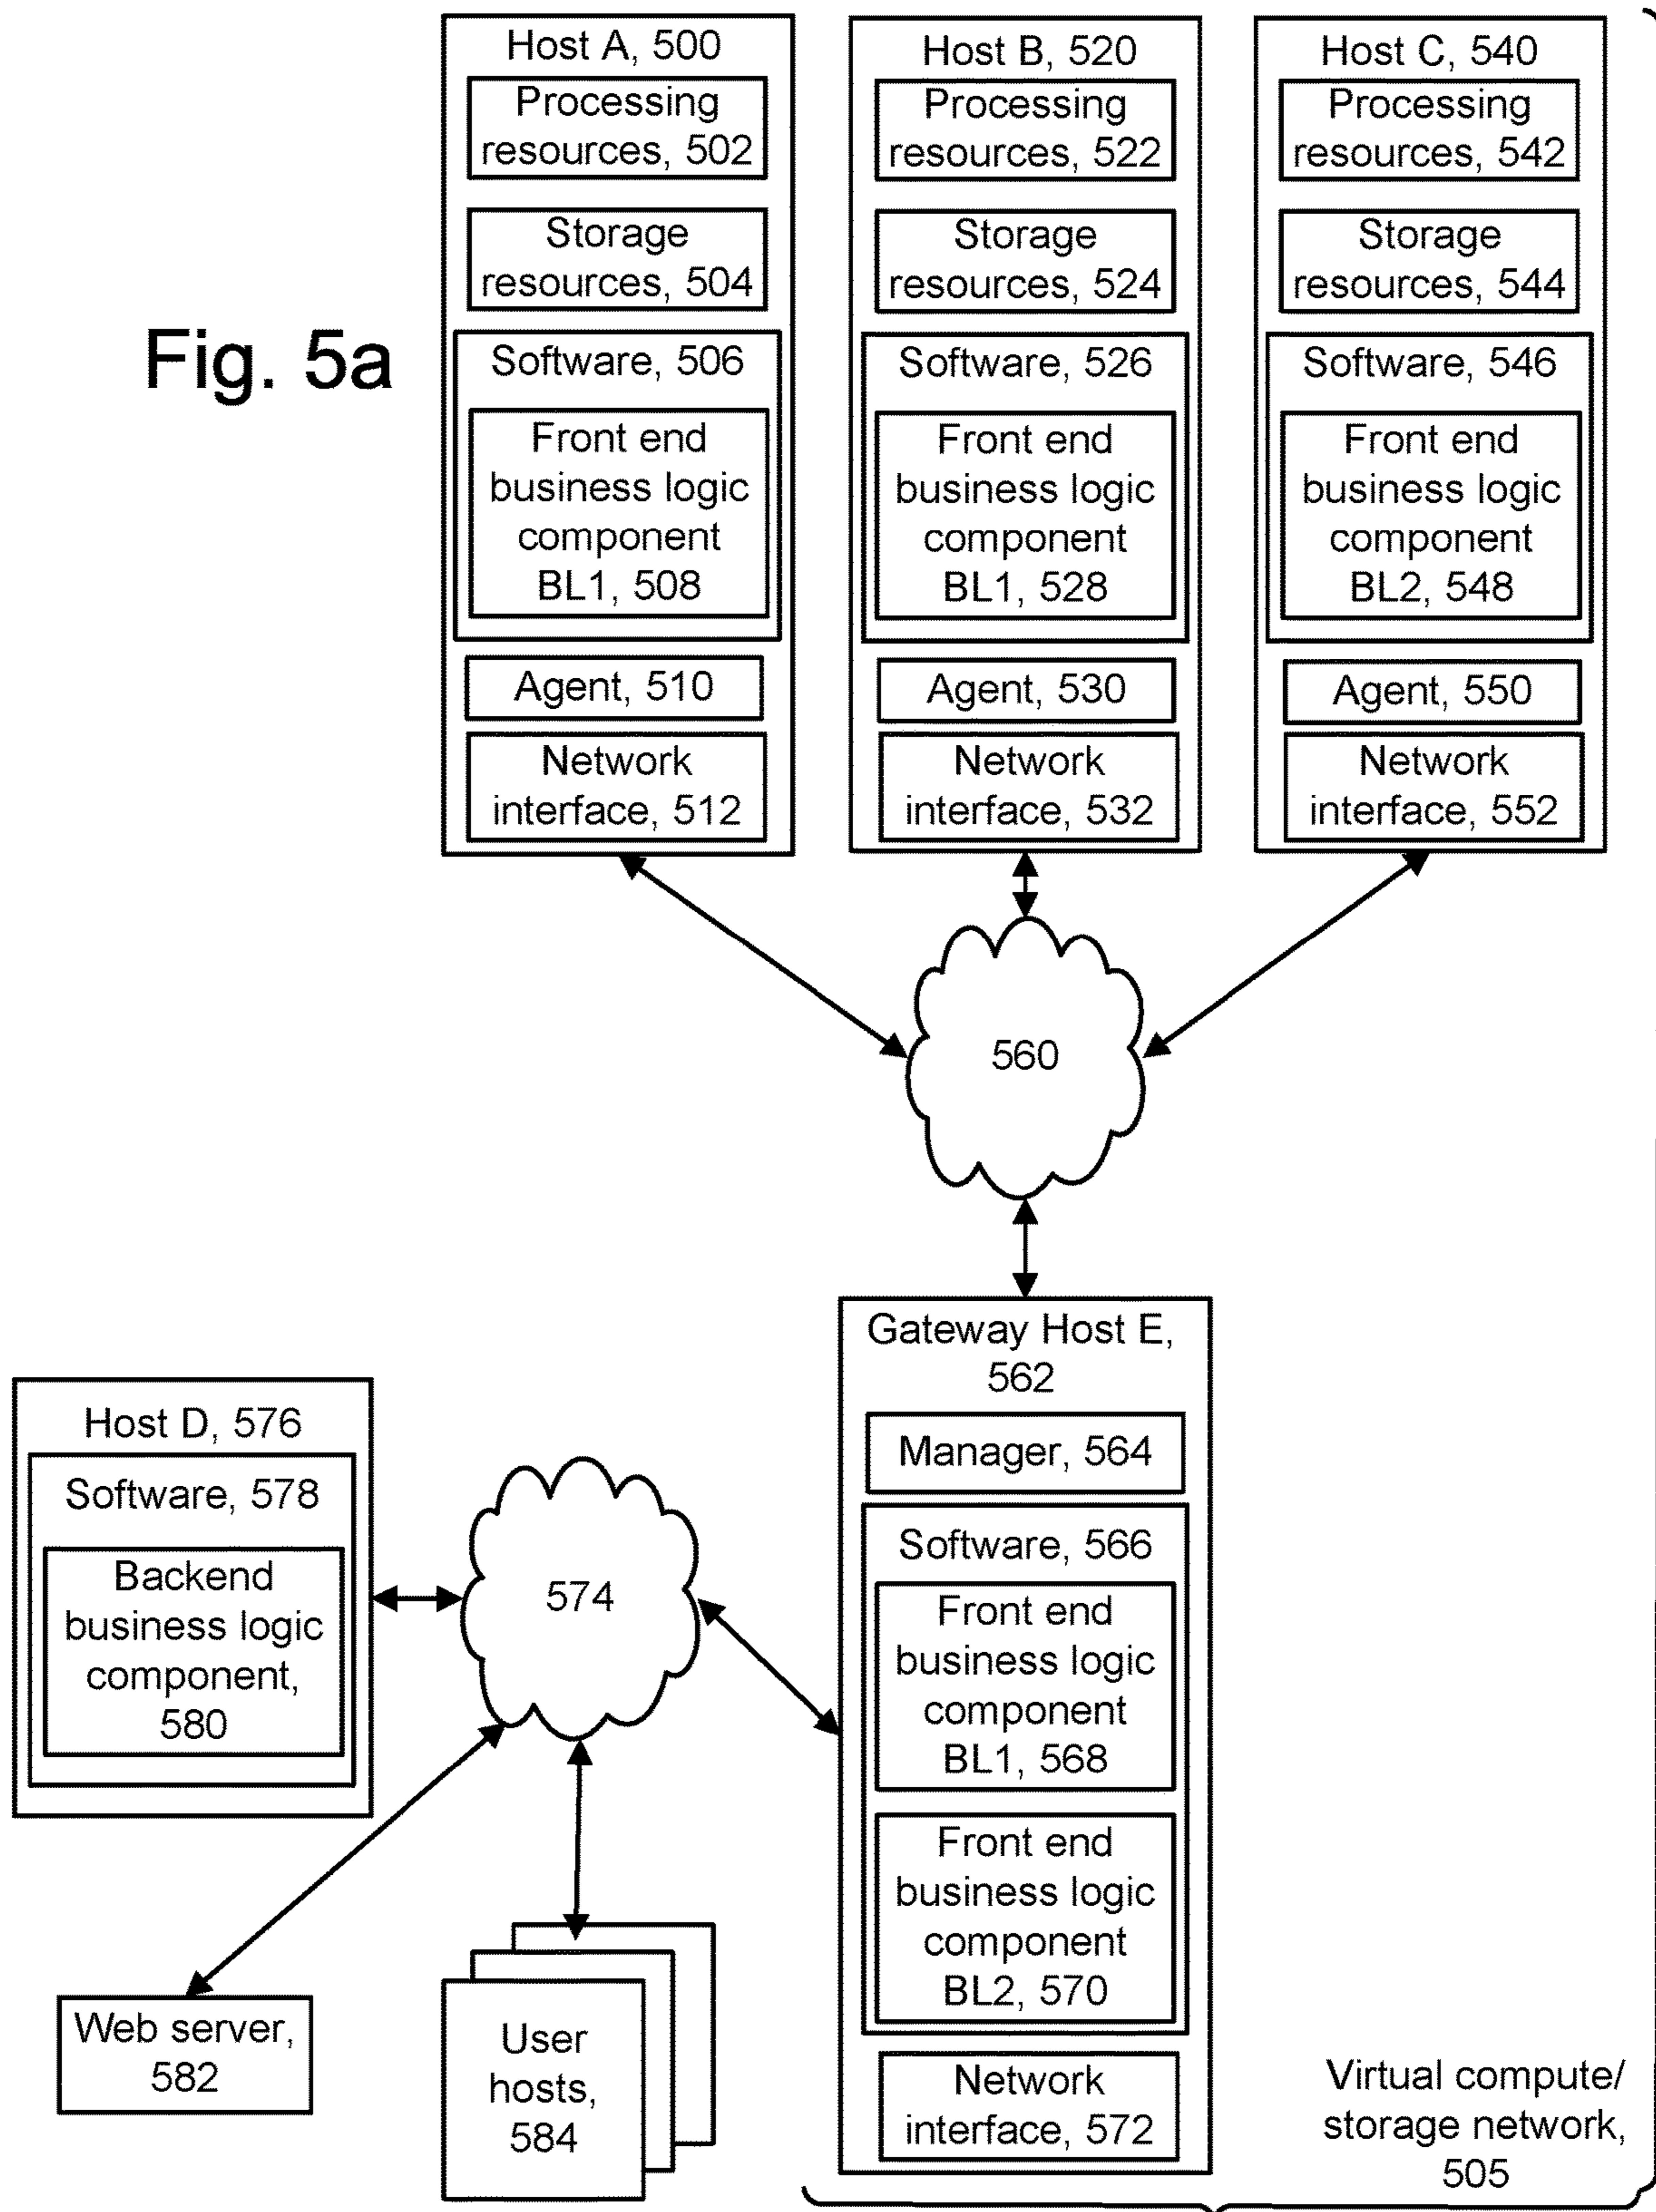 Fig. 5a
Host A, 500
Processing
resources, 502
Storage
resources, 504
Software, 506
Front end
business logic
component
BL1, 508
Agent, 510
Network
interface, 512
Host B, 520
Processing
resources, 522
Storage
resources, 524
Software, 526
Front end
business logic
component
BL1, 528
Agent, 530
Network
interface, 532
Host C, 540
Processing
resources, 542
Storage
resources, 544
Software, 546
Front end
business logic
component
BL2, 548
Agent, 550
Network
interface, 552
560
Gateway Host E,
562
Manager, 564
Software, 566
Front end
business logic
component
BL1, 568
Front end
business logic
component
BL2, 570
Network
interface, 572
Host D, 576
Software, 578
Backend
business logic
component,
580
574
Web server,
582
User
hosts,
584
Virtual compute/
storage network,
505